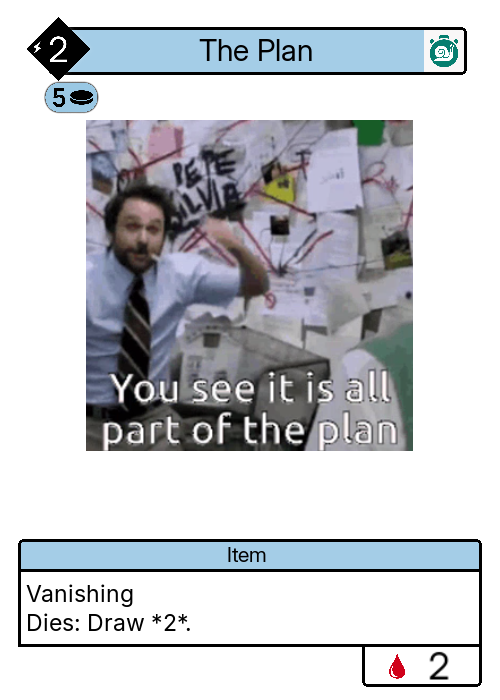 2
The Plan
5
PEPE
SILVIA
You see it is all
part of the plan
Item
Vanishing
Dies: Draw *2*.
2